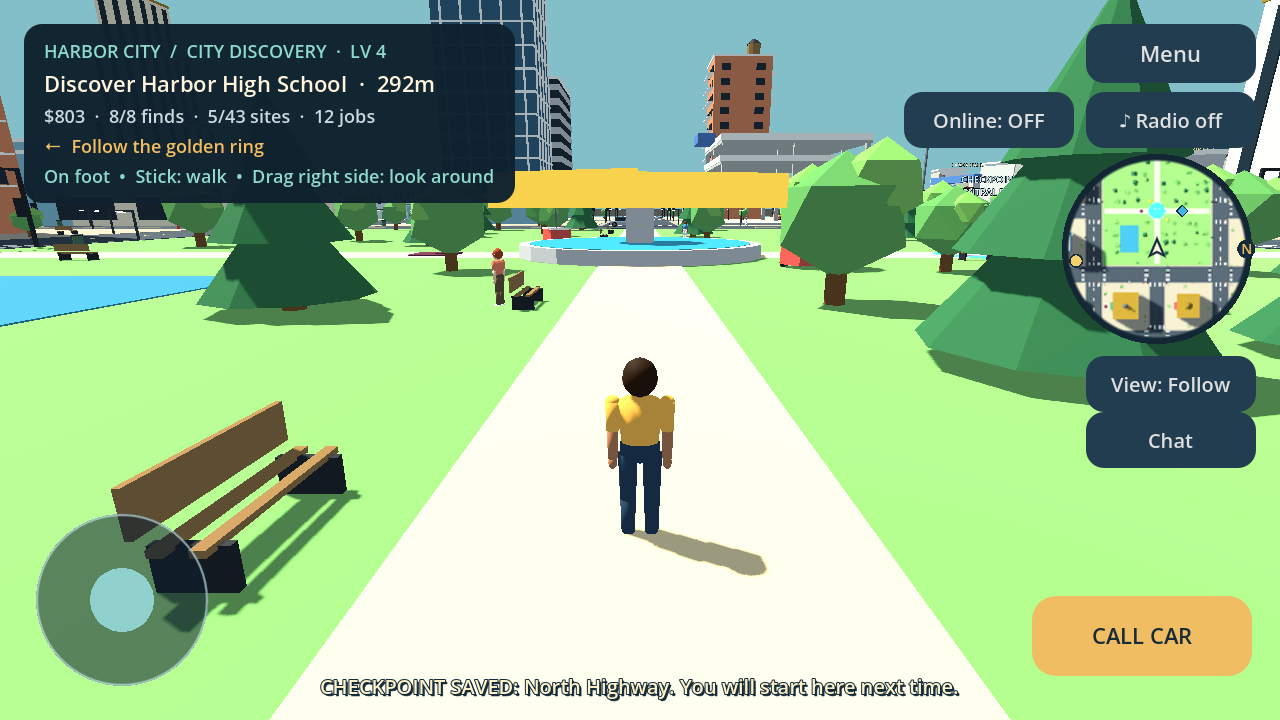 HARBOR CITY / CITY DISCOVERY · LV 4
Discover Harbor High School · 292m
$803 · 8/8 finds · 5/43 sites · 12 jobs
← Follow the golden ring
On foot • Stick: walk • Drag right side: look around
Menu
Online: OFF
♪ Radio off
N
View: Follow
Chat
CALL CAR
CHECKPOINT SAVED: North Highway. You will start here next time.